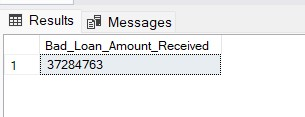 Results Messages
Bad_Loan_Amount_Received
1 37284763